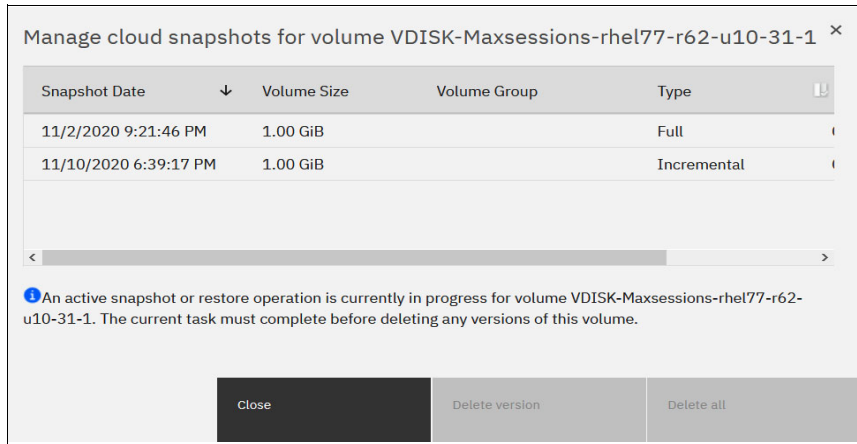 Manage cloud snapshots for volume VDISK-Maxsessions-rhel77-r62-u10-31-1
Snapshot Date Volume Size Volume Group Type
11/2/2020 9:21:46 PM 1.00 GiB Full
11/10/2020 6:39:17 PM 1.00 GiB Incremental
An active snapshot or restore operation is currently in progress for volume VDISK-Maxsessions-rhel77-r62-
u10-31-1. The current task must complete before deleting any versions of this volume.
Close Delete version Delete all